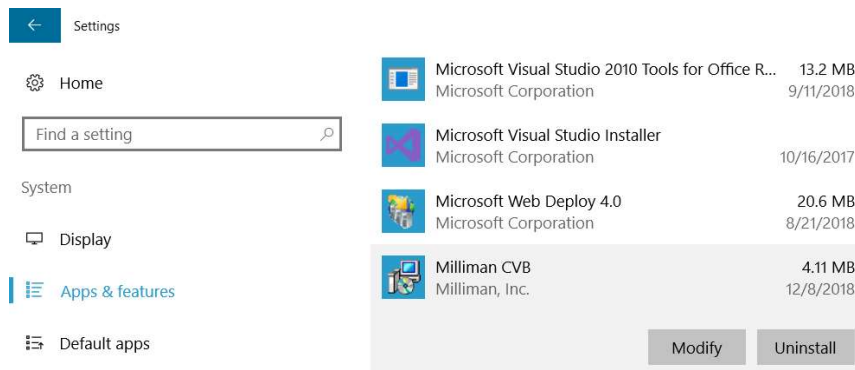 Settings
Home
Find a setting
System
Display
Apps & features
Default apps
Microsoft Visual Studio 2010 Tools for Office R... 13.2 MB
Microsoft Corporation 9/11/2018
Microsoft Visual Studio Installer
Microsoft Corporation 10/16/2017
Microsoft Web Deploy 4.0 20.6 MB
Microsoft Corporation 8/21/2018
Milliman CVB 4.11 MB
Milliman, Inc. 12/8/2018
Modify Uninstall